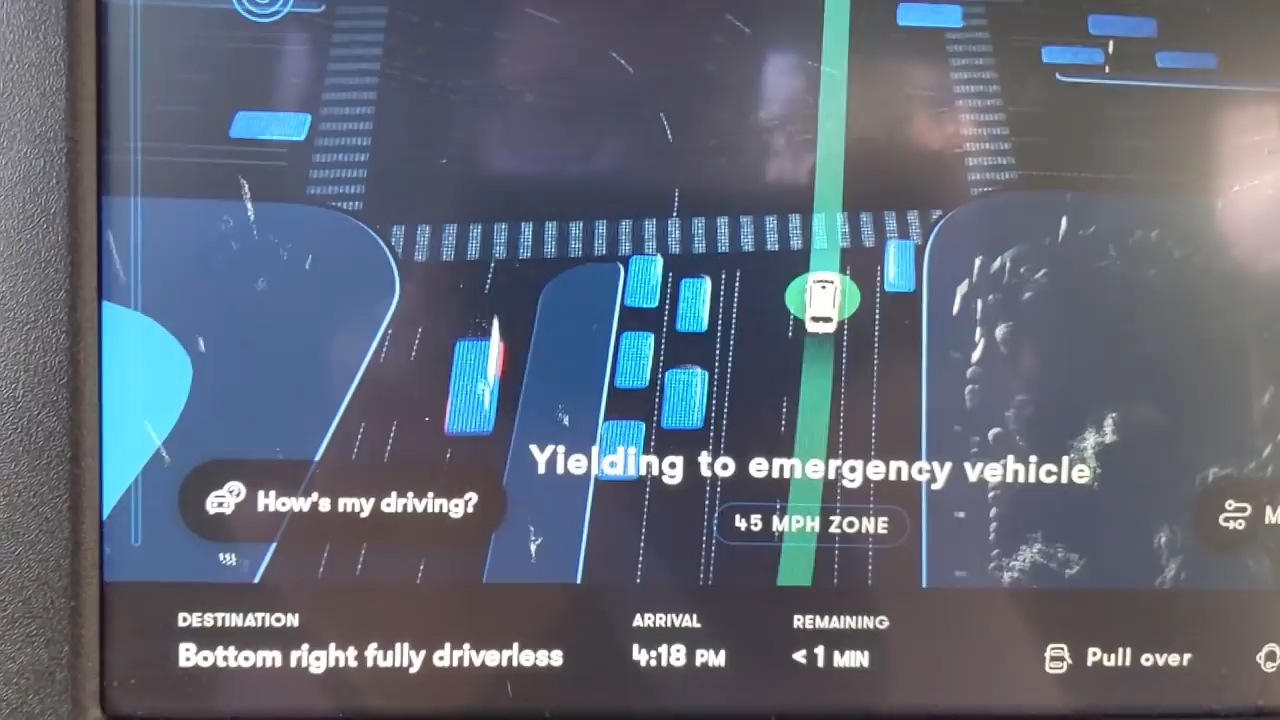 Yielding to emergency vehicle
How's my driving?
45 MPH ZONE
DESTINATION
ARRIVAL
REMAINING
Bottom right fully driverless
4:18 PM
< 1 MIN
Pull over